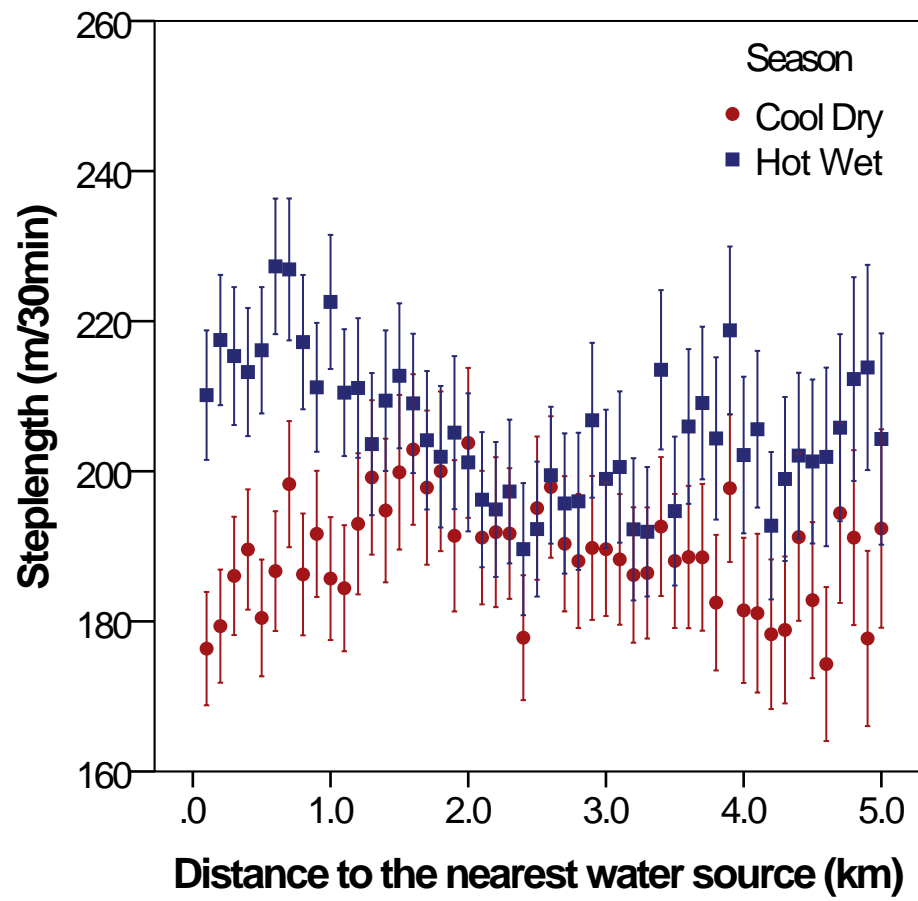 260
240
220
200
180
160
Steplength (m/30min)
Season
Cool Dry
Hot Wet
.0
1.0
2.0
3.0
4.0
5.0
Distance to the nearest water source (km)